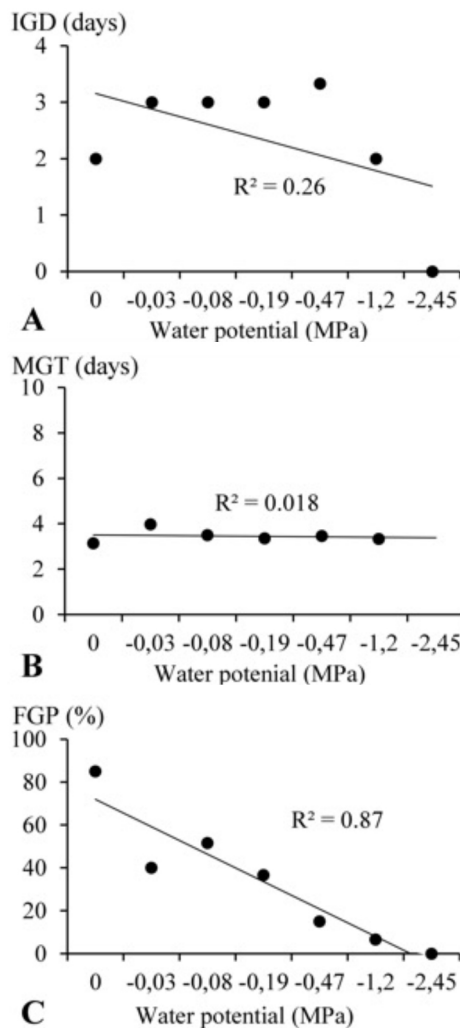 IGD (days)
4
3
2
1
0
R² = 0.26
0 -0,03 -0,08 -0,19 -0,47 -1,2 -2,45
A
Water potential (MPa)
MGT (days)
10
8
6
4
2
0
R² = 0.018
0 -0,03 -0,08 -0,19 -0,47 -1,2 -2,45
B
Water potenial (MPa)
FGP (%)
100
80
60
40
20
0
R² = 0.87
0 -0,03 -0,08 -0,19 -0,47 -1,2 -2,45
C
Water potential (MPa)